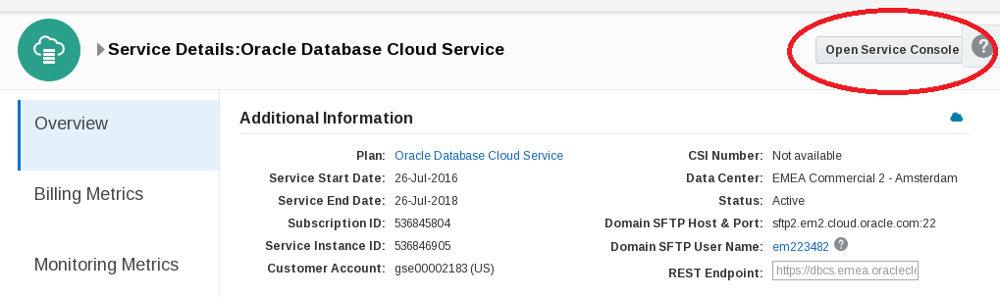 Service Details:Oracle Database Cloud Service
Open Service Console
?
Overview
Billing Metrics
Monitoring Metrics
Additional Information
Plan: Oracle Database Cloud Service
Service Start Date: 26-Jul-2016
Service End Date: 26-Jul-2018
Subscription ID: 536845804
Service Instance ID: 536846905
Customer Account: gse00002183 (US)
CSI Number: Not available
Data Center: EMEA Commercial 2 - Amsterdam
Status: Active
Domain SFTP Host & Port: sftp2.em2.cloud.oracle.com:22
Domain SFTP User Name: em223482 ?
REST Endpoint: https://dbcs.emea.oraclecl